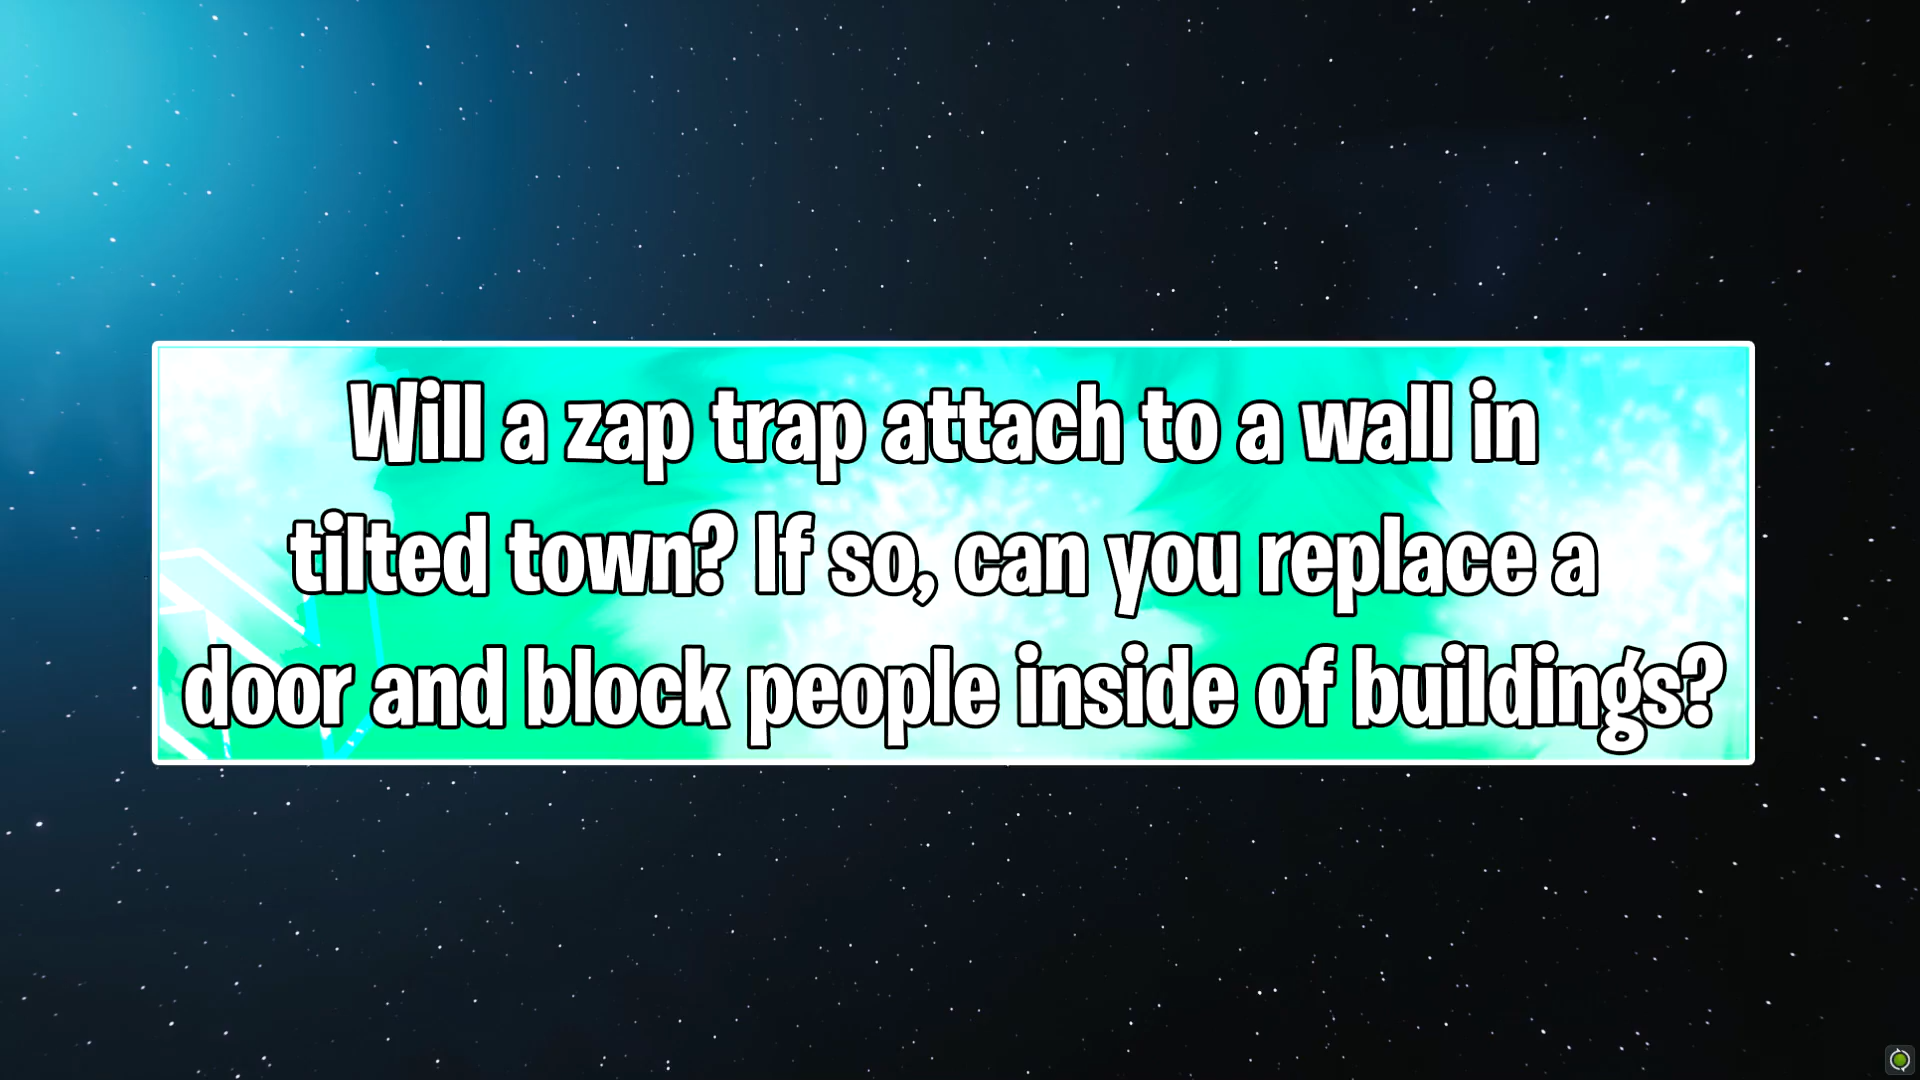 Will a zap trap attach to a wall in
tilted town? If so, can you replace a
door and block people inside of buildings?